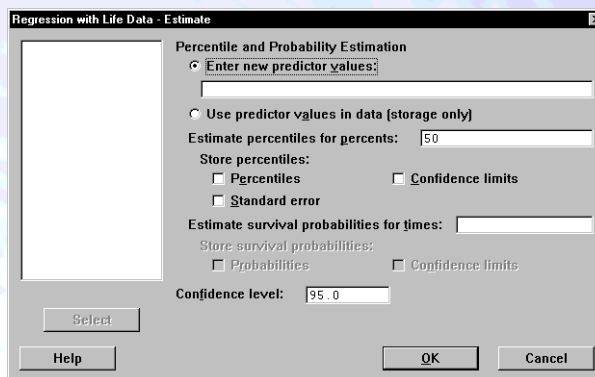 Regression with Life Data - Estimate
Percentile and Probability Estimation
Enter new predictor values:
Use predictor values in data (storage only)
Estimate percentiles for percents: 50
Store percentiles:
Percentiles Confidence limits
Standard error
Estimate survival probabilities for times:
Store survival probabilities:
Probabilities Confidence limits
Confidence level: 95.0
Select
Help OK Cancel